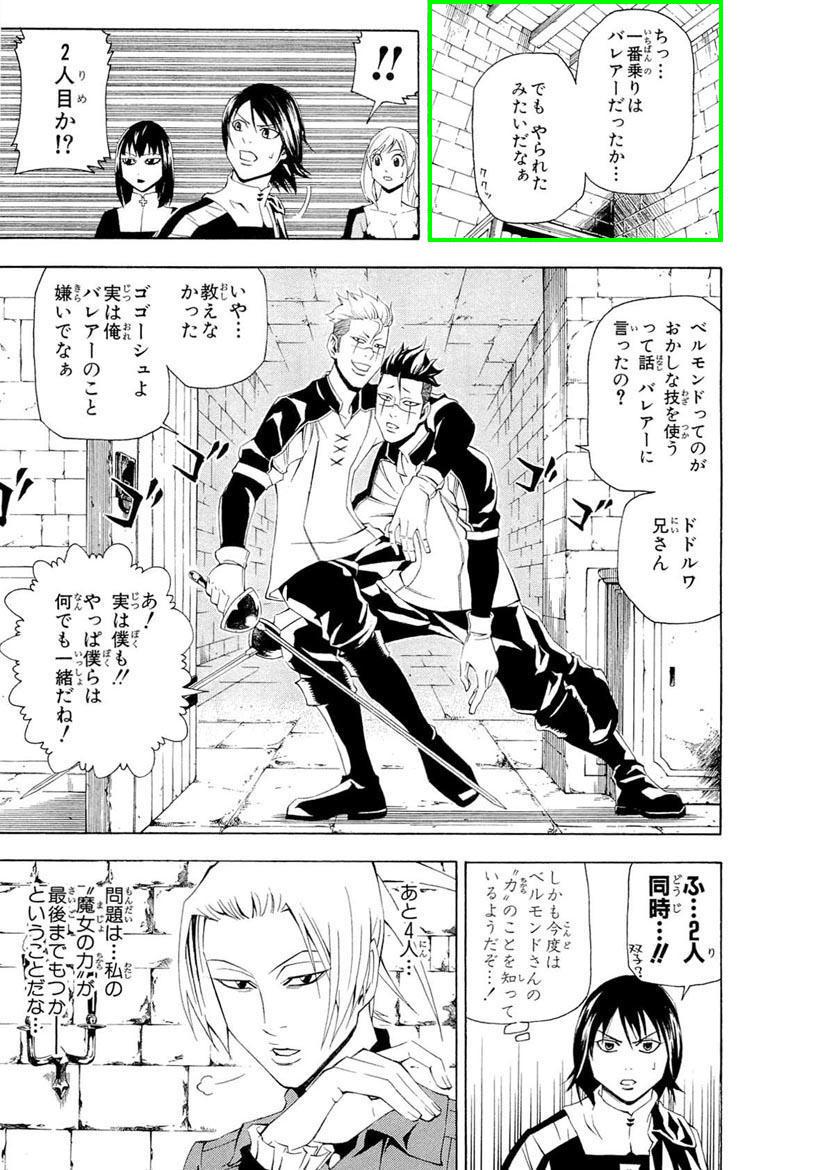 ちっ…
一番乗りは
バレアーだったか…
でも やられた
みたいだなぁ
ククッ
!!
2人目か!?
ベルモンドってのが
おかしな技を使う
って話 バレアーに
言ったの？
ドドルワ
兄さん
いや…
教えな
かった
ゴゴーシュよ
実は俺
バレアーのこと
嫌いでなぁ
ゴ
ゴ
ゴ
ゴ
あ！
実は僕も!!
やっぱ僕らは
何でも一緒だね！
ふ…2人
同時…!!
双子？
しかも今度は
ベルモンドさんの
“力”のことを知って
いるようだぞ…！
あと4人…
問題は…私の
“魔女の力”が
最後までもつか―
ということだな…